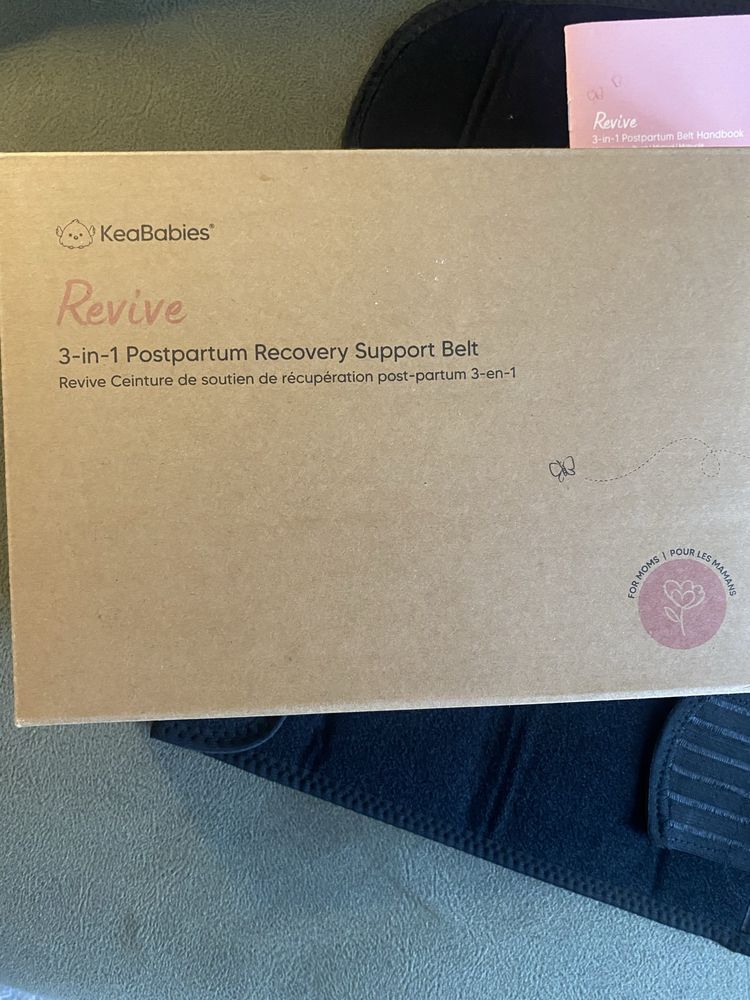 Revive
3-in-1 Postpartum Belt Handbook
KeaBabies®
Revive
3-in-1 Postpartum Recovery Support Belt
Revive Ceinture de soutien de récupération post-partum 3-en-1
FOR MOMS | POUR LES MAMANS